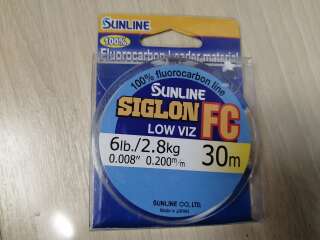 SUNLINE
100%
Fluorocarbon Leader material
100% fluorocarbon line
SUNLINE
SIGLON FC
LOW VIZ
6lb./2.8kg
0.008" 0.200m/m
30m
SUNLINE CO.,LTD.
Made in JAPAN